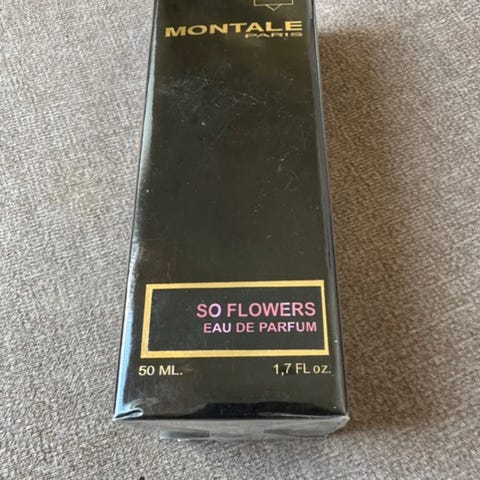 MONTALE
PARIS
SO FLOWERS
EAU DE PARFUM
50 ML. 1,7 FL oz.